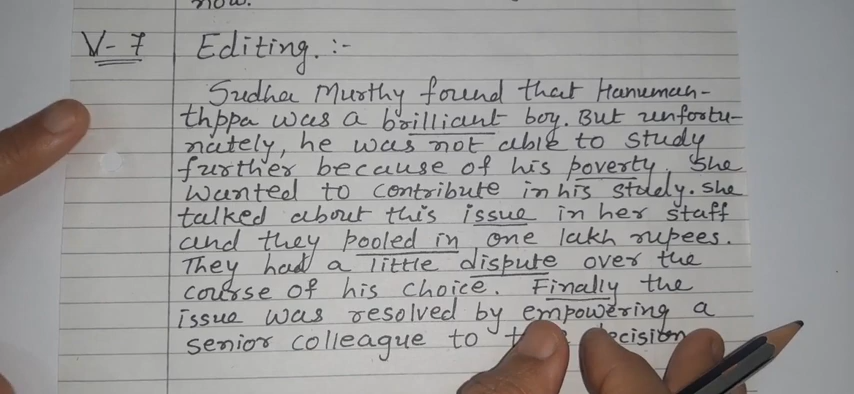 now.
V-7 Editing.:-
Sudha Murthy found that Hanuman-
thppa was a brilliant boy. But unfortu-
nately, he was not able to study
further because of his poverty. She
wanted to contribute in his study. She
talked about this issue in her staff
and they pooled in one lakh rupees.
They had a little dispute over the
course of his choice. Finally the
issue was resolved by empowering a
senior colleague to decision